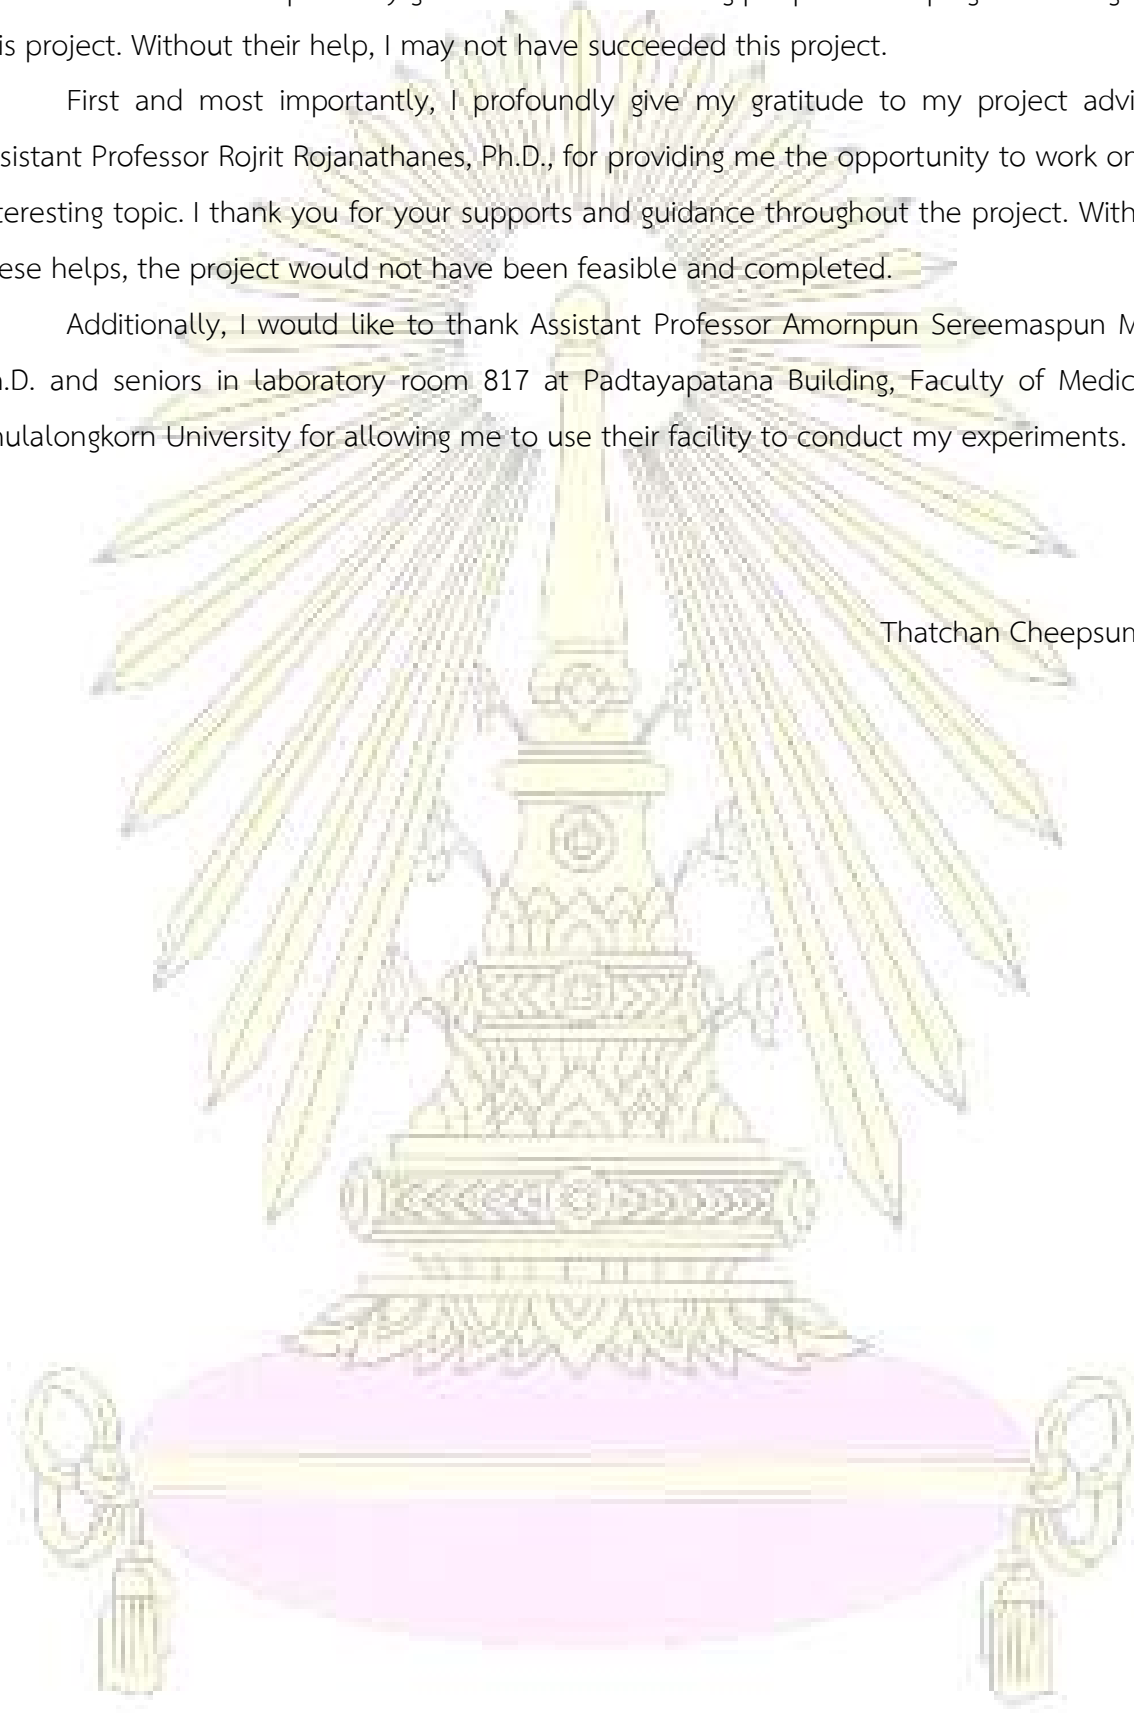 is project. Without their help, I may not have succeeded this project.
First and most importantly, I profoundly give my gratitude to my project advi
sistant Professor Rojrit Rojanathanes, Ph.D., for providing me the opportunity to work on
teresting topic. I thank you for your supports and guidance throughout the project. With
ese helps, the project would not have been feasible and completed.
Additionally, I would like to thank Assistant Professor Amornpun Sereemaspun M
.D. and seniors in laboratory room 817 at Padtayapatana Building, Faculty of Medic
hulalongkorn University for allowing me to use their facility to conduct my experiments.
Thatchan Cheepsun